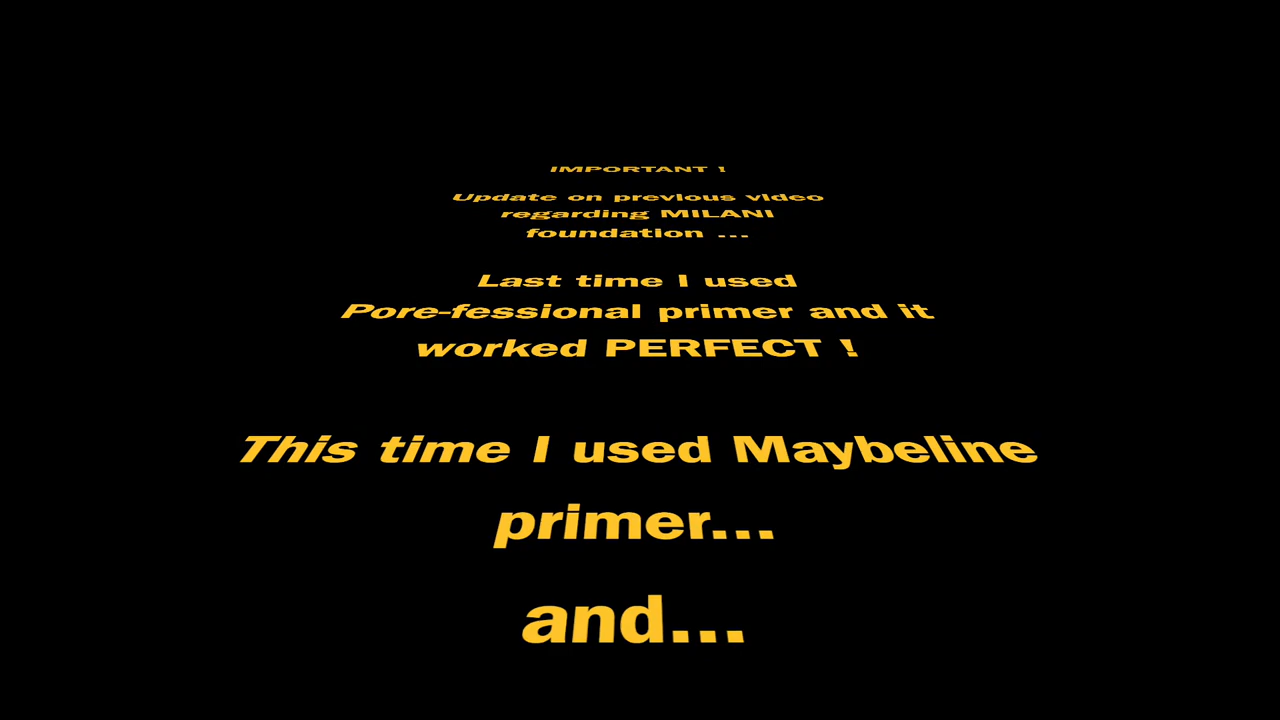 IMPORTANT !
Update on previous video
regarding MILANI
foundation ...
Last time I used
Pore-fessional primer and it
worked PERFECT !
This time I used Maybeline
primer...
and...